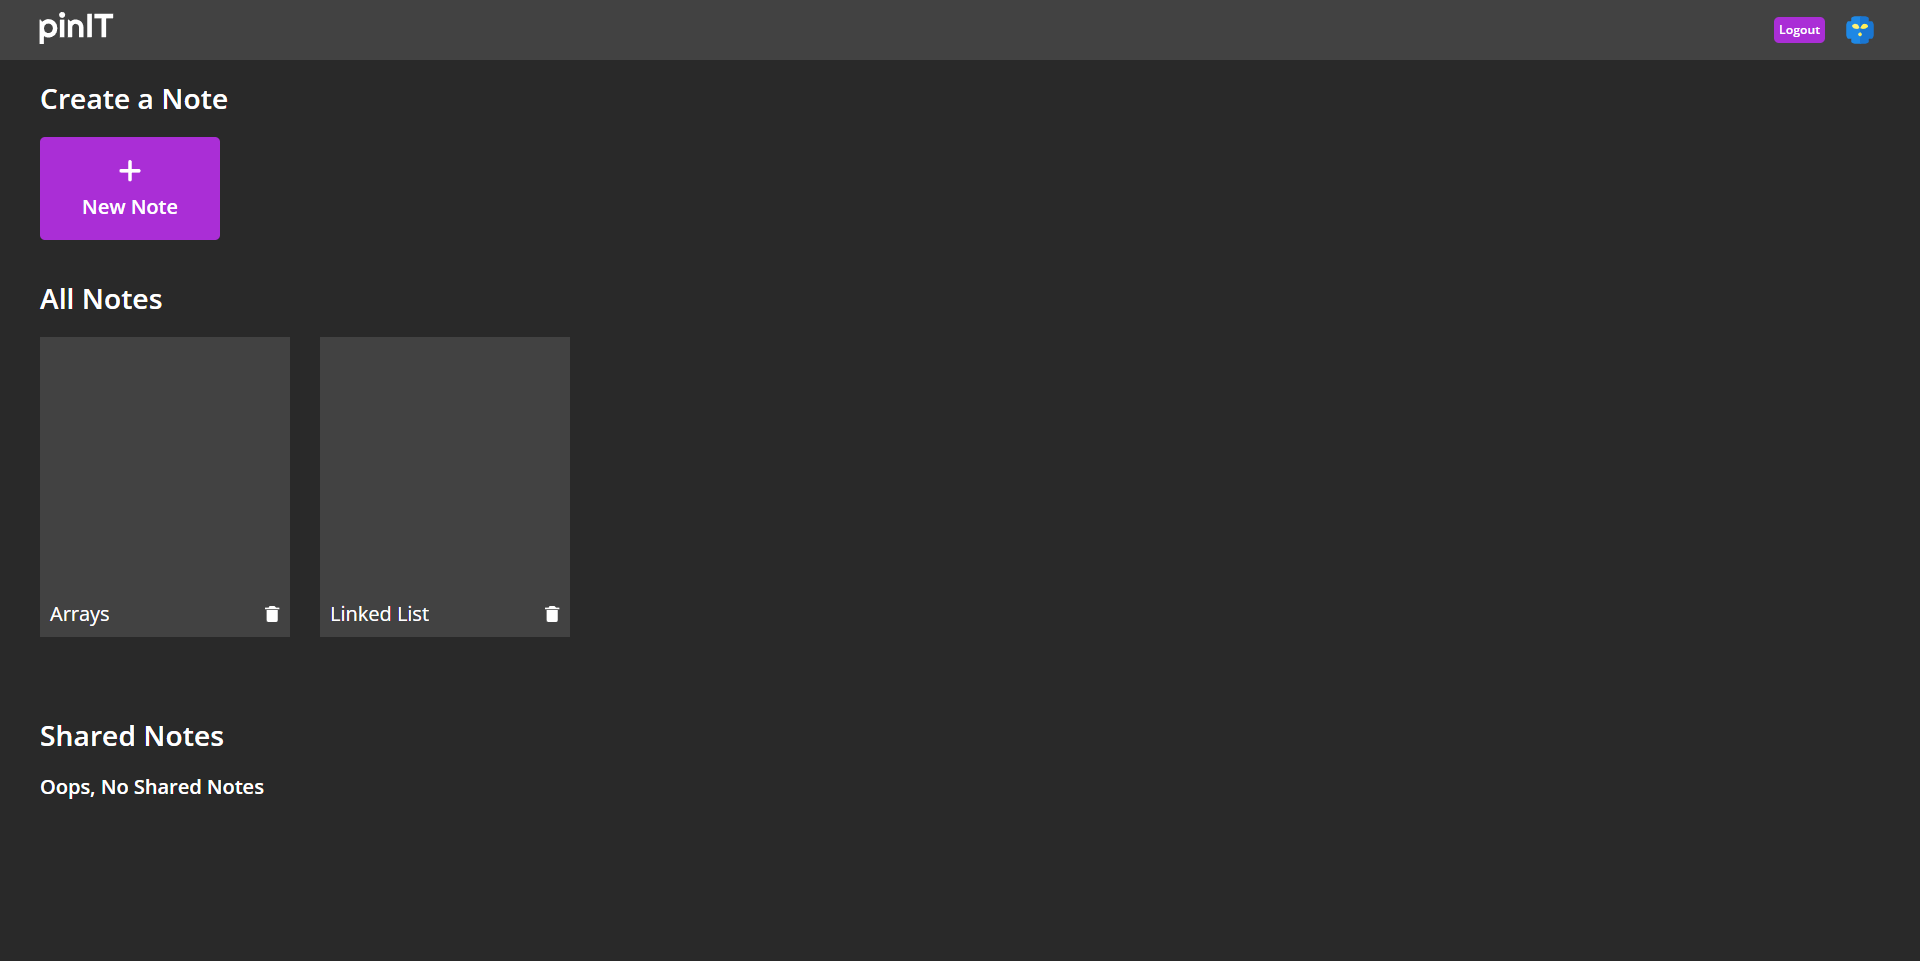 pinIT
Logout
Create a Note
New Note
All Notes
Arrays
Linked List
Shared Notes
Oops, No Shared Notes